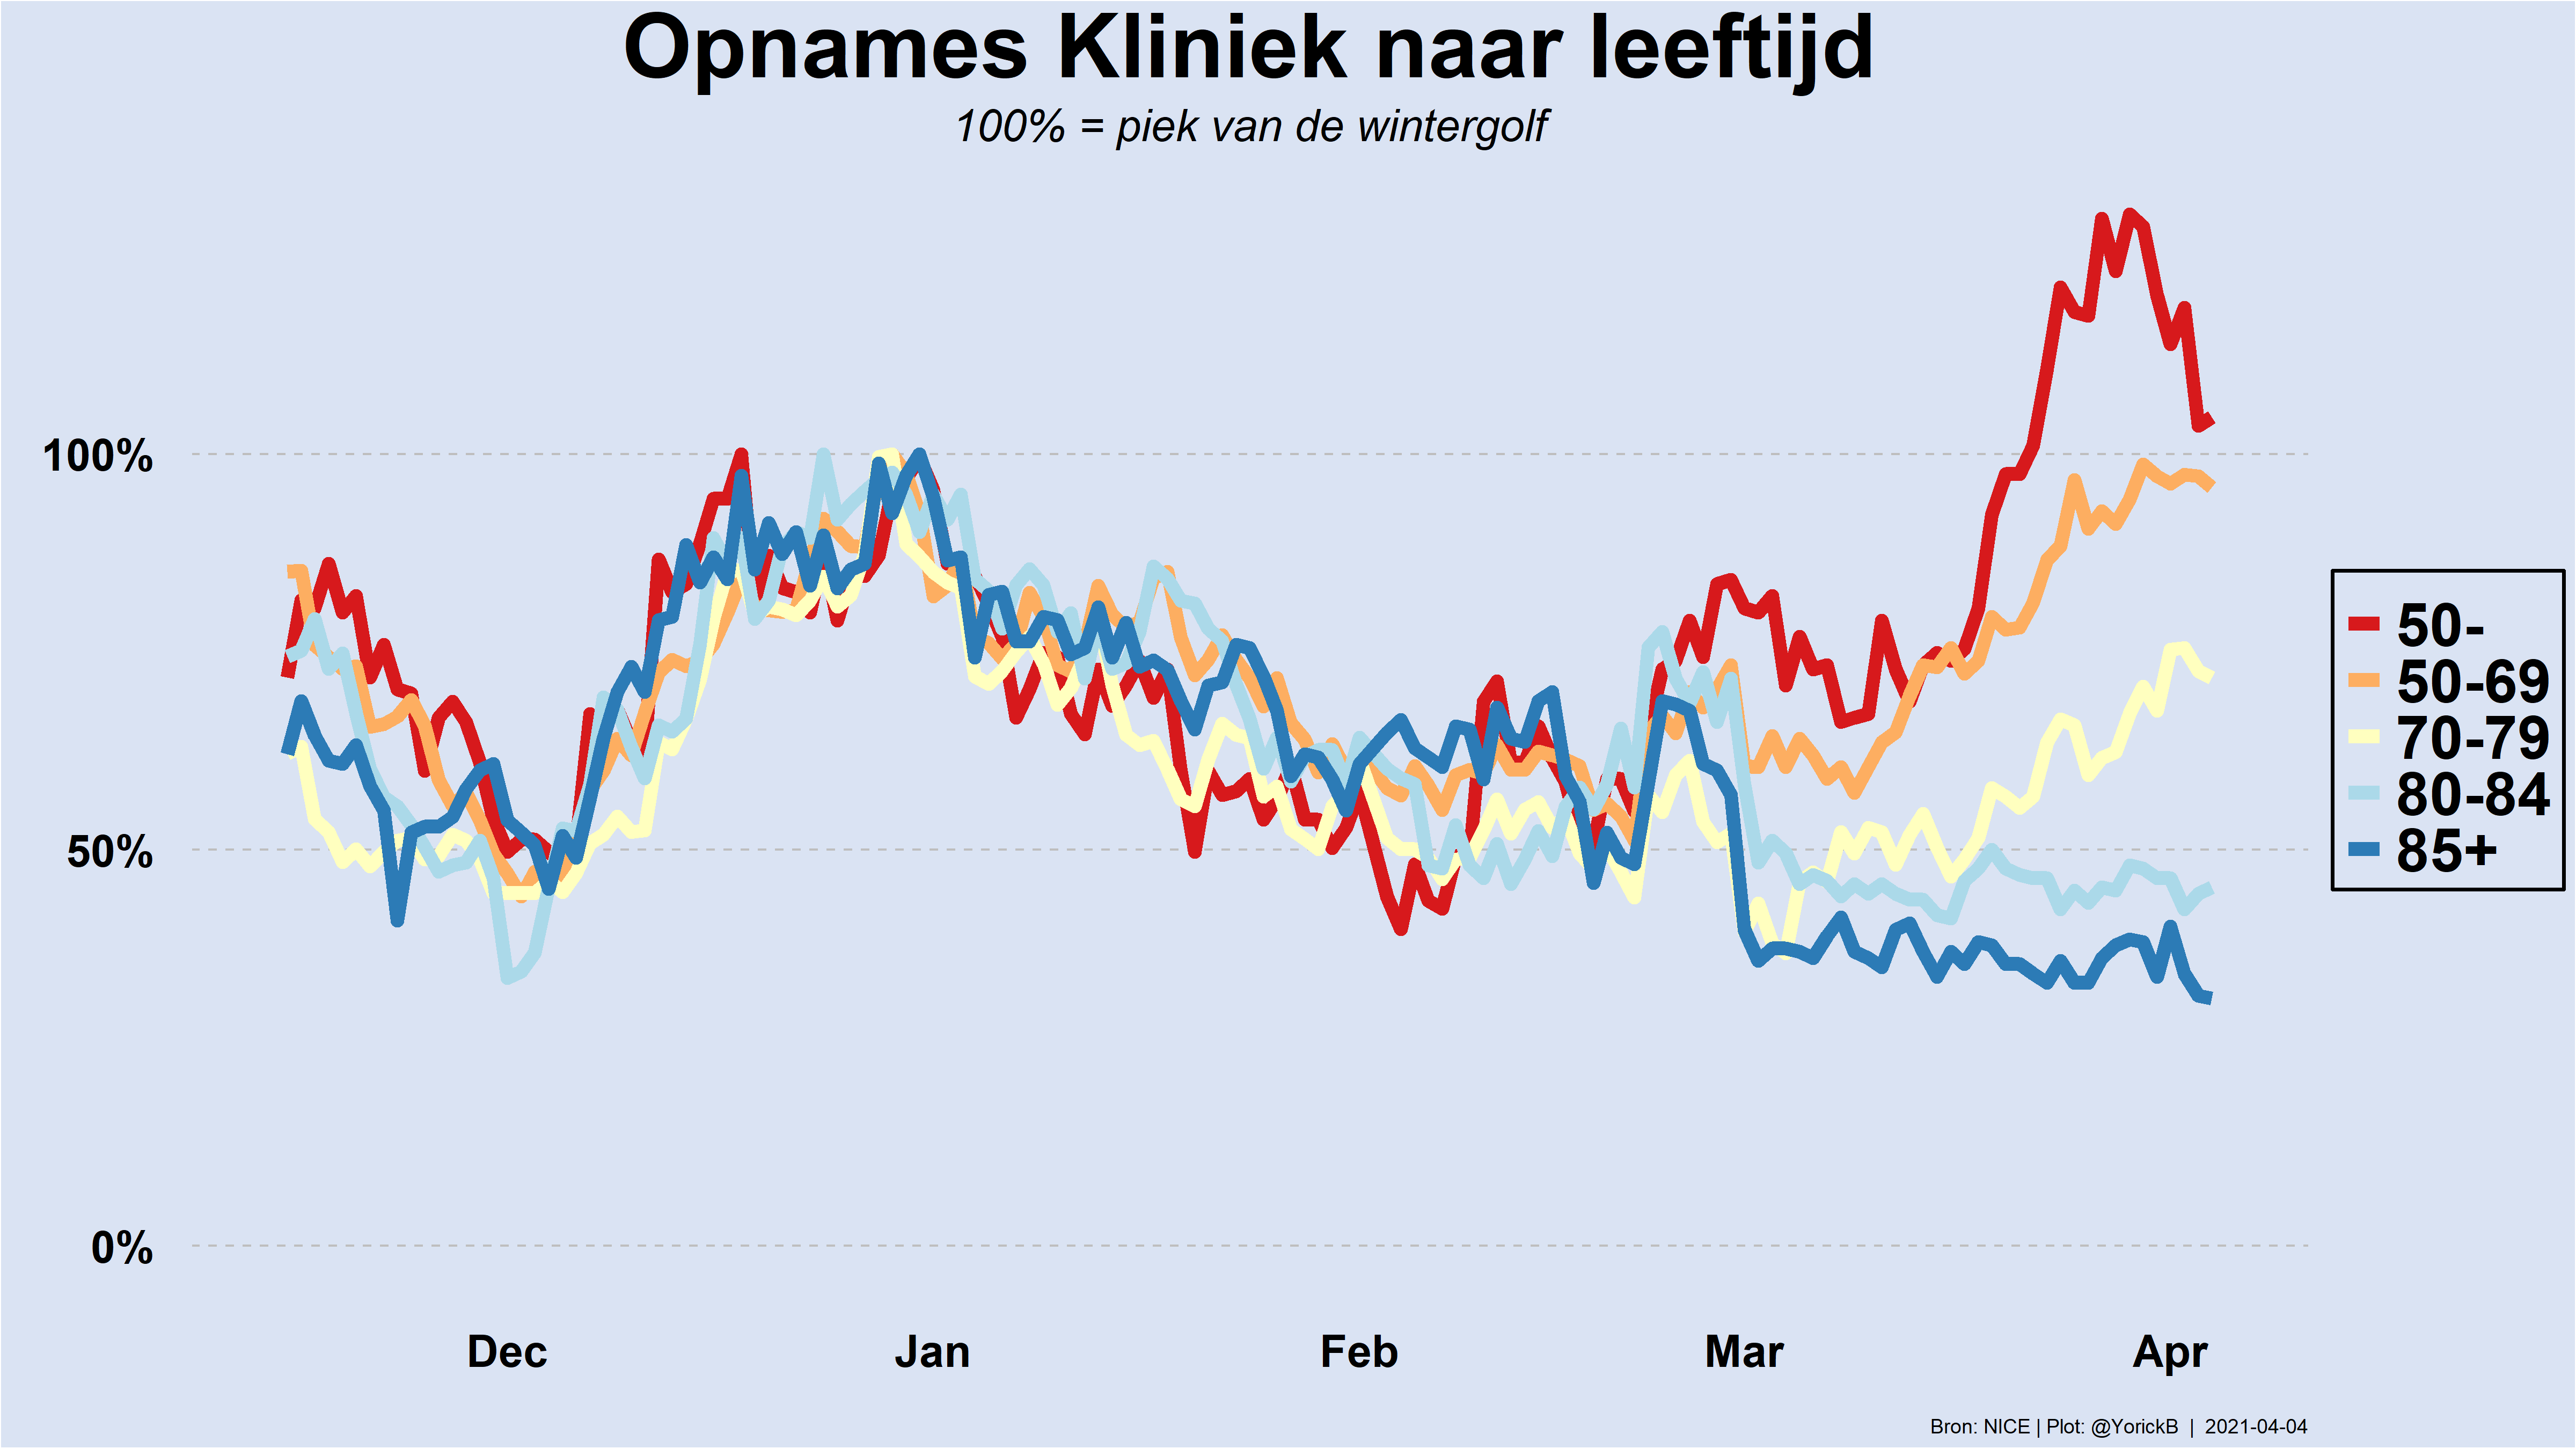 Opnames Kliniek naar leeftijd
100% = piek van de wintergolf
100%
50%
0%
50-
50-69
70-79
80-84
85+
Dec Jan Feb Mar Apr
Bron: NICE | Plot: @YorickB | 2021-04-04